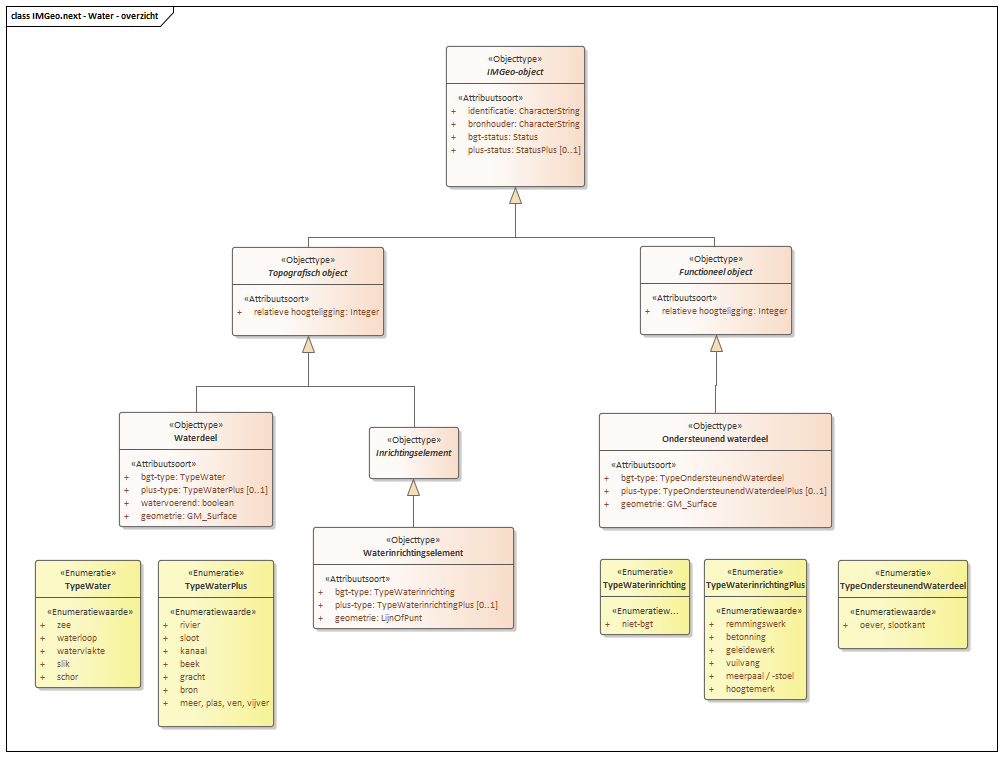 class IMGeo.next - Water - overzicht
«Objecttype»
IMGeo-object
«Attribuutsoort»
+ identificatie: CharacterString
+ bronhouder: CharacterString
+ bgt-status: Status
+ plus-status: StatusPlus [0..1]
«Objecttype»
Topografisch object
«Attribuutsoort»
+ relatieve hoogteligging: Integer
«Objecttype»
Functioneel object
«Attribuutsoort»
+ relatieve hoogteligging: Integer
«Objecttype»
Waterdeel
«Attribuutsoort»
+ bgt-type: TypeWater
+ plus-type: TypeWaterPlus [0..1]
+ watervoerend: boolean
+ geometrie: GM_Surface
«Objecttype»
Inrichtingselement
«Objecttype»
Ondersteunend waterdeel
«Attribuutsoort»
+ bgt-type: TypeOndersteunendWaterdeel
+ plus-type: TypeOndersteunendWaterdeelPlus [0..1]
+ geometrie: GM_Surface
«Objecttype»
Waterinrichtingselement
«Attribuutsoort»
+ bgt-type: TypeWaterinrichting
+ plus-type: TypeWaterinrichtingPlus [0..1]
+ geometrie: LijnOfPunt
«Enumeratie»
TypeWater
«Enumeratiewaarde»
+ zee
+ waterloop
+ watervlakte
+ slik
+ schor
«Enumeratie»
TypeWaterPlus
«Enumeratiewaarde»
+ rivier
+ sloot
+ kanaal
+ beek
+ gracht
+ bron
+ meer, plas, ven, vijver
«Enumeratie»
TypeWaterinrichting
«Enumeratiew...
+ niet-bgt
«Enumeratie»
TypeWaterinrichtingPlus
«Enumeratiewaarde»
+ remmingswerk
+ betonning
+ geleidewerk
+ vuilvang
+ meerpaal / -stoel
+ hoogtemerk
«Enumeratie»
TypeOndersteunendWaterdeel
«Enumeratiewaarde»
+ oever, slootkant